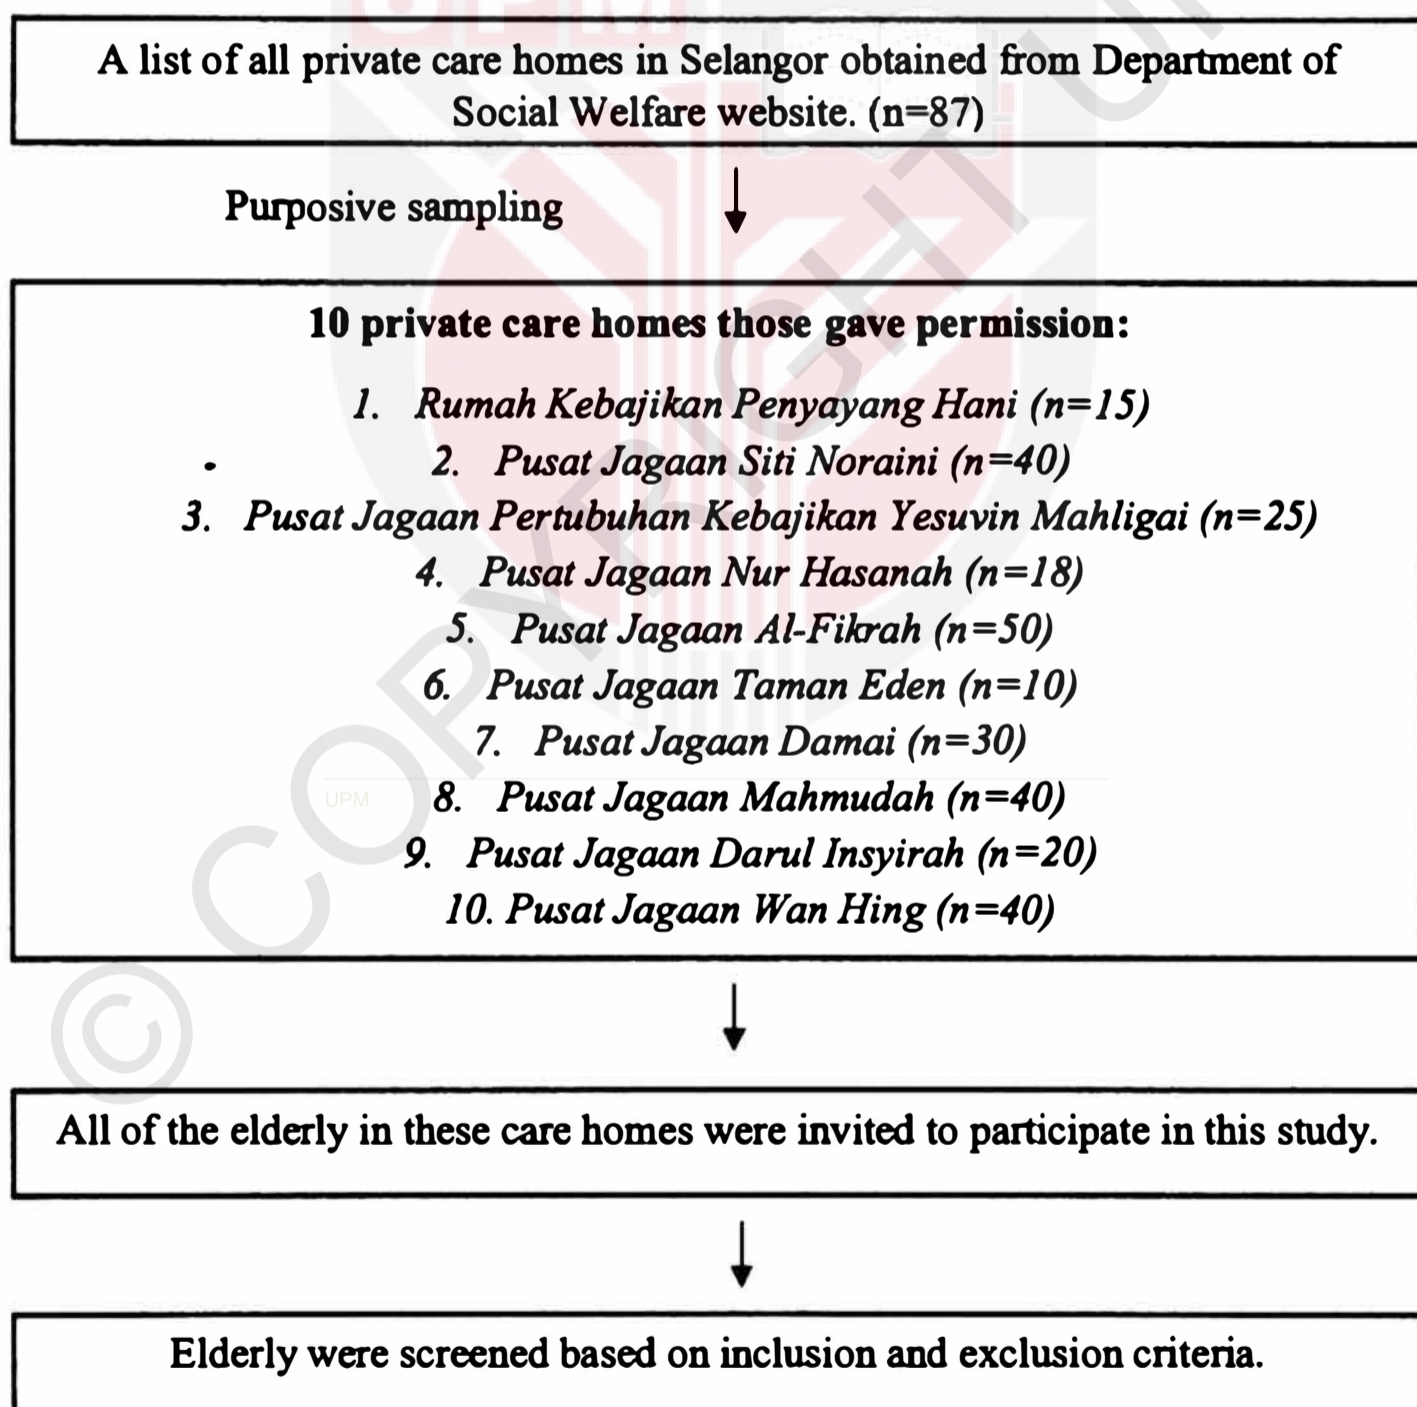 UPM
A list of all private care homes in Selangor obtained from Department of
Social Welfare website. (n=87)
Purposive sampling
10 private care homes those gave permission:
1. Rumah Kebajikan Penyayang Hani (n=15)
2. Pusat Jagaan Siti Noraini (n=40)
3. Pusat Jagaan Pertubuhan Kebajikan Yesuvin Mahligai (n=25)
4. Pusat Jagaan Nur Hasanah (n=18)
5. Pusat Jagaan Al-Fikrah (n=50)
6. Pusat Jagaan Taman Eden (n=10)
7. Pusat Jagaan Damai (n=30)
UPM
8. Pusat Jagaan Mahmudah (n=40)
9. Pusat Jagaan Darul Insyirah (n=20)
10. Pusat Jagaan Wan Hing (n=40)
All of the elderly in these care homes were invited to participate in this study.
Elderly were screened based on inclusion and exclusion criteria.
© COPYRIGHT U